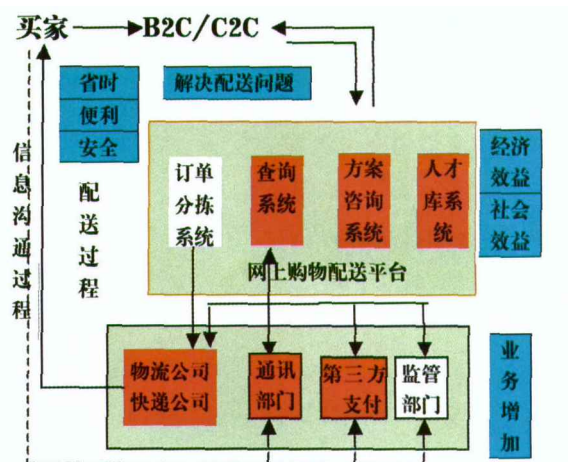 买家
B2C/C2C
省时
便利
安全
解决配送问题
信息沟通过程
配送过程
订单
分拣
系统
查询
系统
方案
咨询
系统
人才
库系
统
网上购物配送平台
经济
效益
社会
效益
物流公司
快递公司
通讯
部门
第三方
支付
监管
部门
业务增加